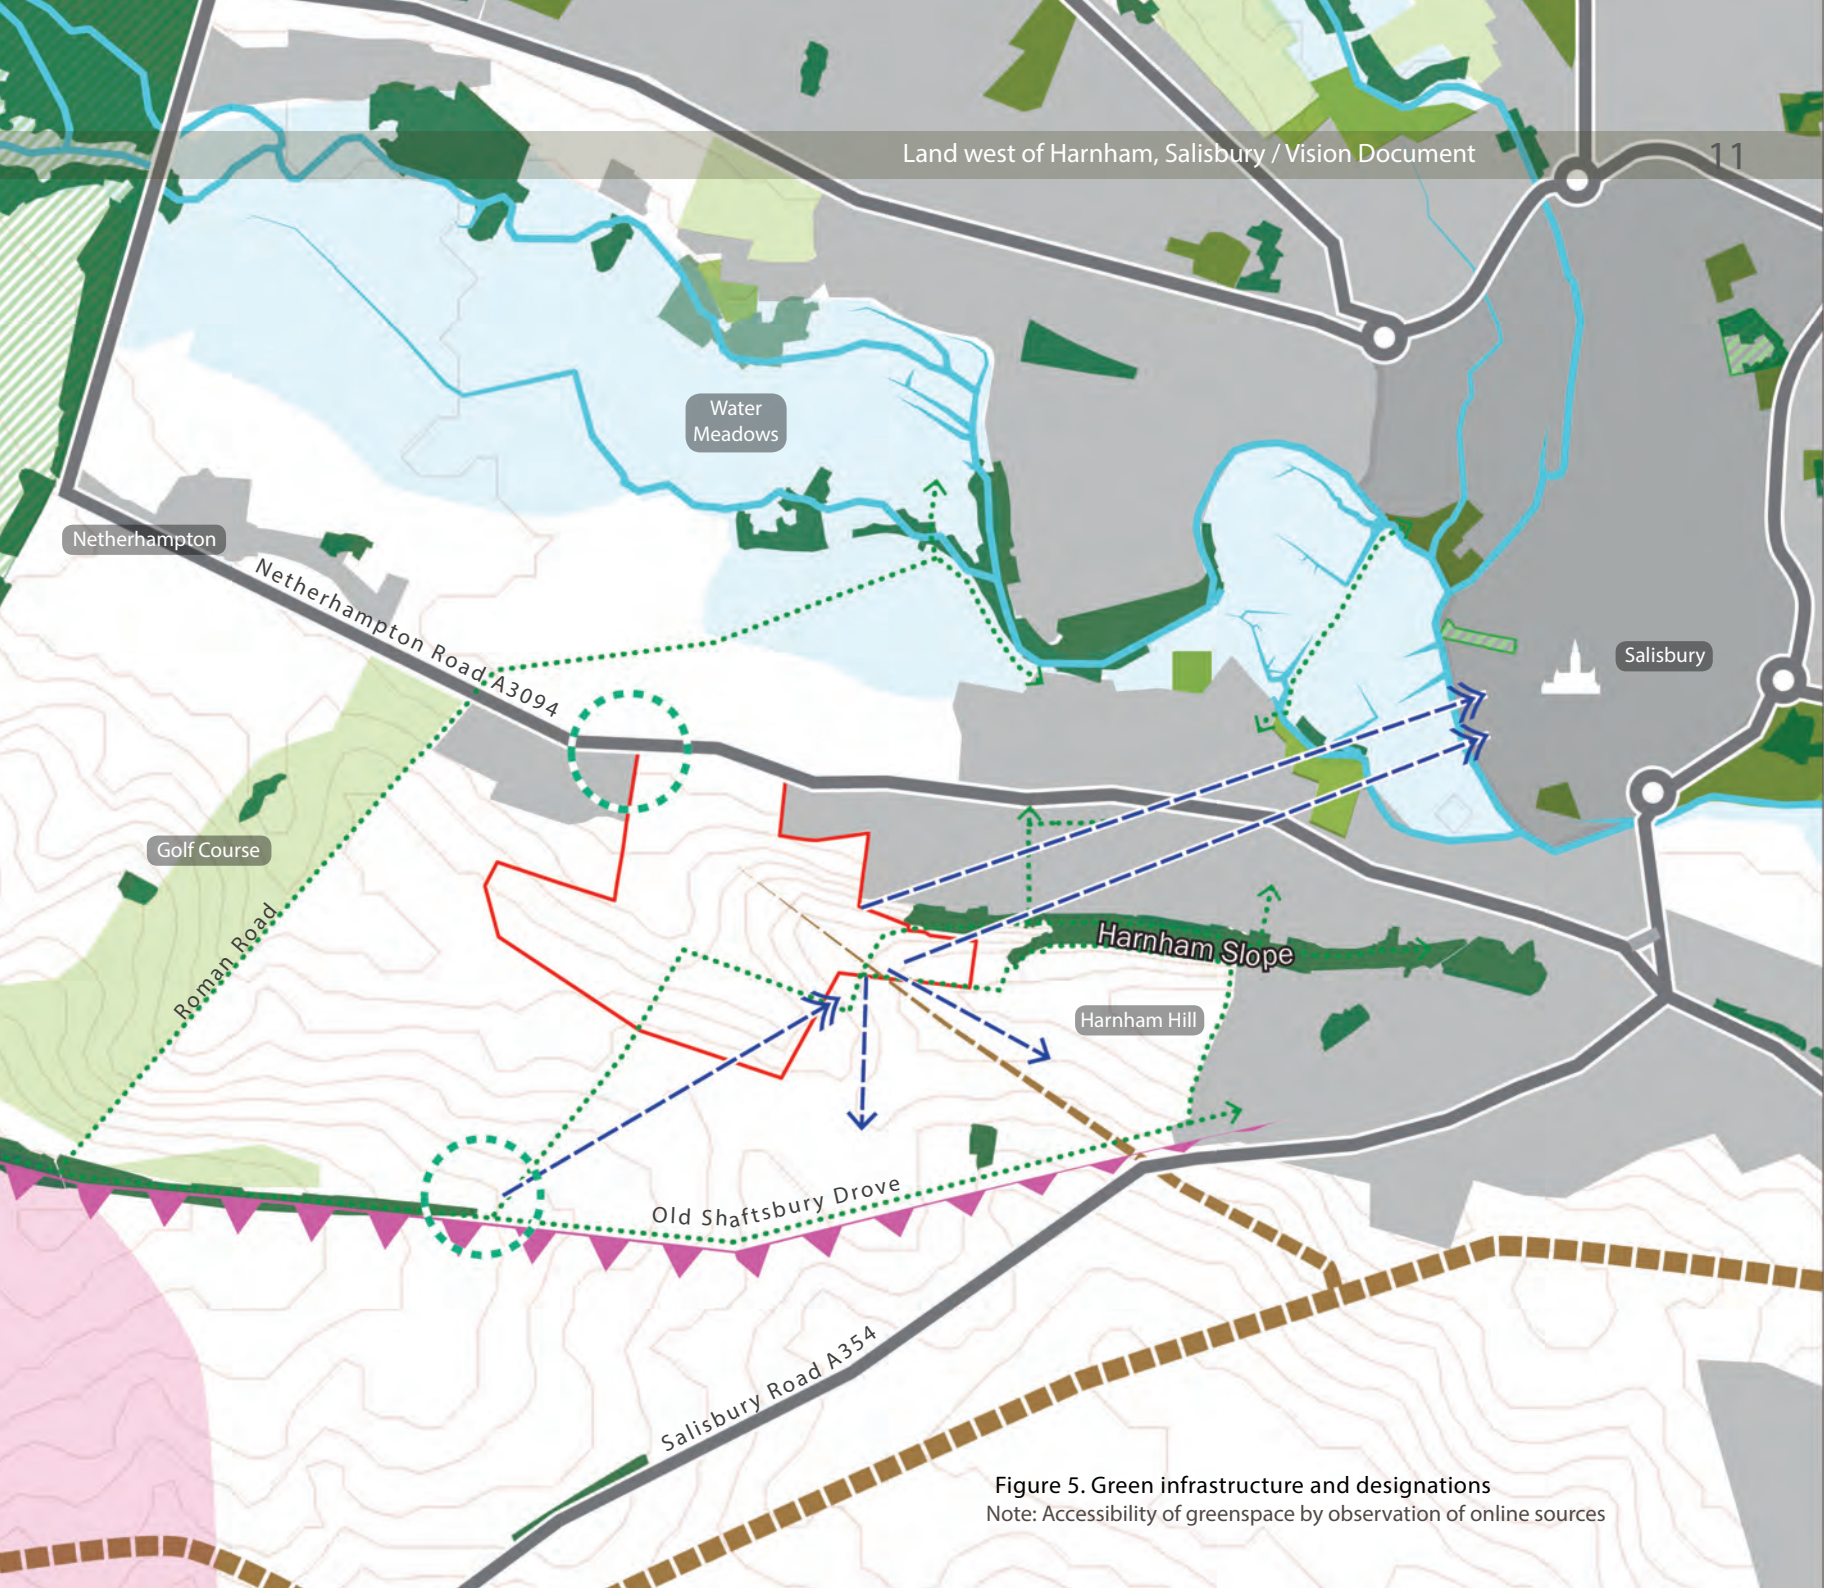 Land west of Harnham, Salisbury / Vision Document
11
Water
Meadows
Netherhampton
Netherhampton Road A3094
Salisbury
Golf Course
Roman Road
Harnham Slope
Harnham Hill
Old Shaftsbury Drove
Salisbury Road A354
Figure 5. Green infrastructure and designations
Note: Accessibility of greenspace by observation of online sources